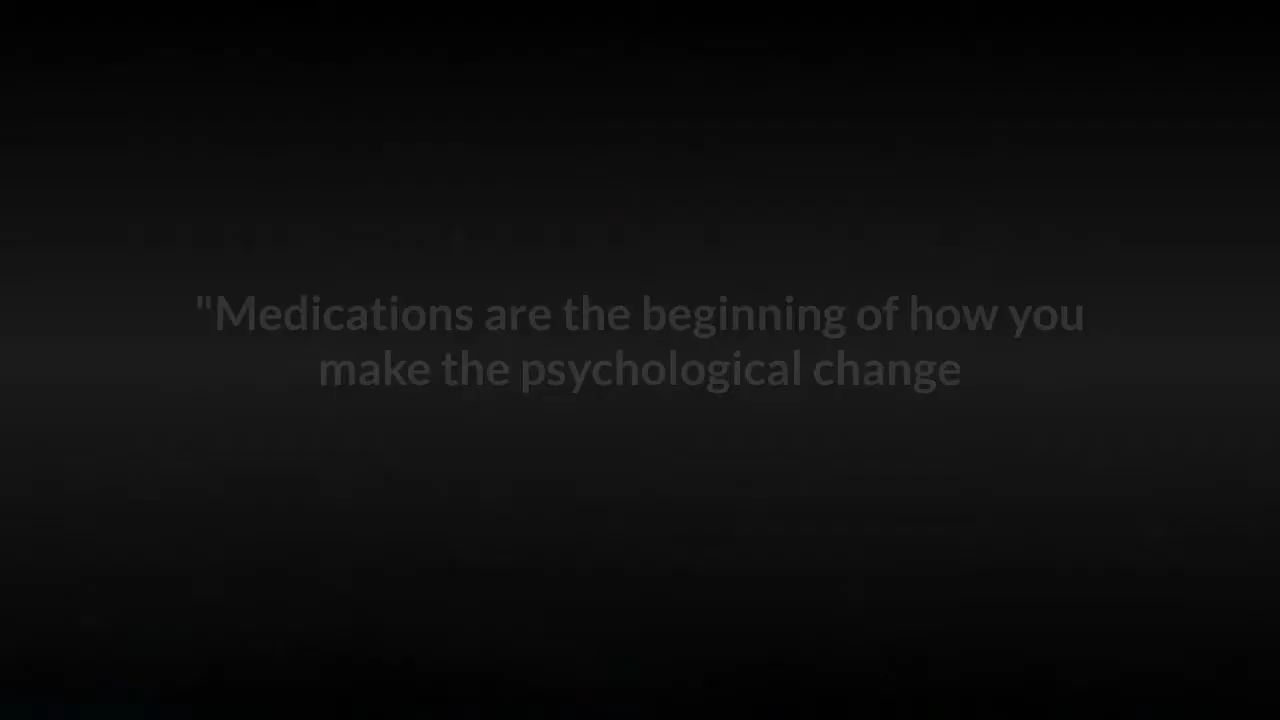 "Medications are the beginning of how you
make the psychological change